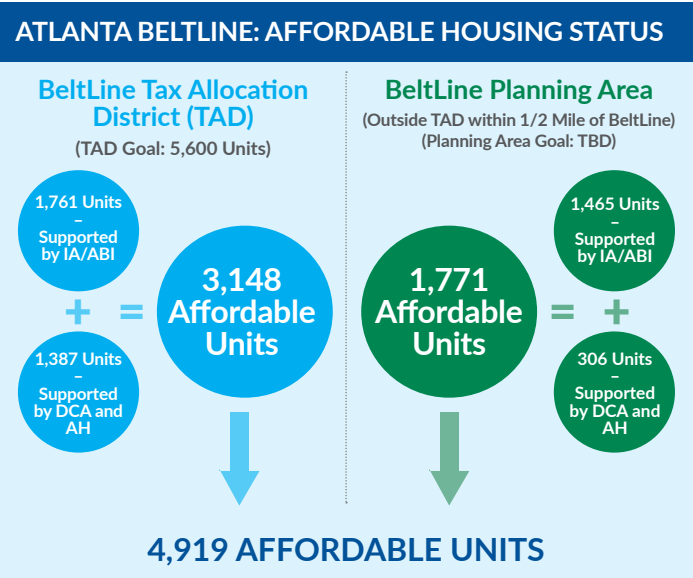 ATLANTA BELTLINE: AFFORDABLE HOUSING STATUS
BeltLine Tax Allocation
District (TAD)
(TAD Goal: 5,600 Units)
1,761 Units
–
Supported
by IA/ABI
+
1,387 Units
–
Supported
by DCA and
AH
=
3,148
Affordable
Units
BeltLine Planning Area
(Outside TAD within 1/2 Mile of BeltLine)
(Planning Area Goal: TBD)
1,771
Affordable
Units
=
1,465 Units
–
Supported
by IA/ABI
+
306 Units
–
Supported
by DCA and
AH
4,919 AFFORDABLE UNITS